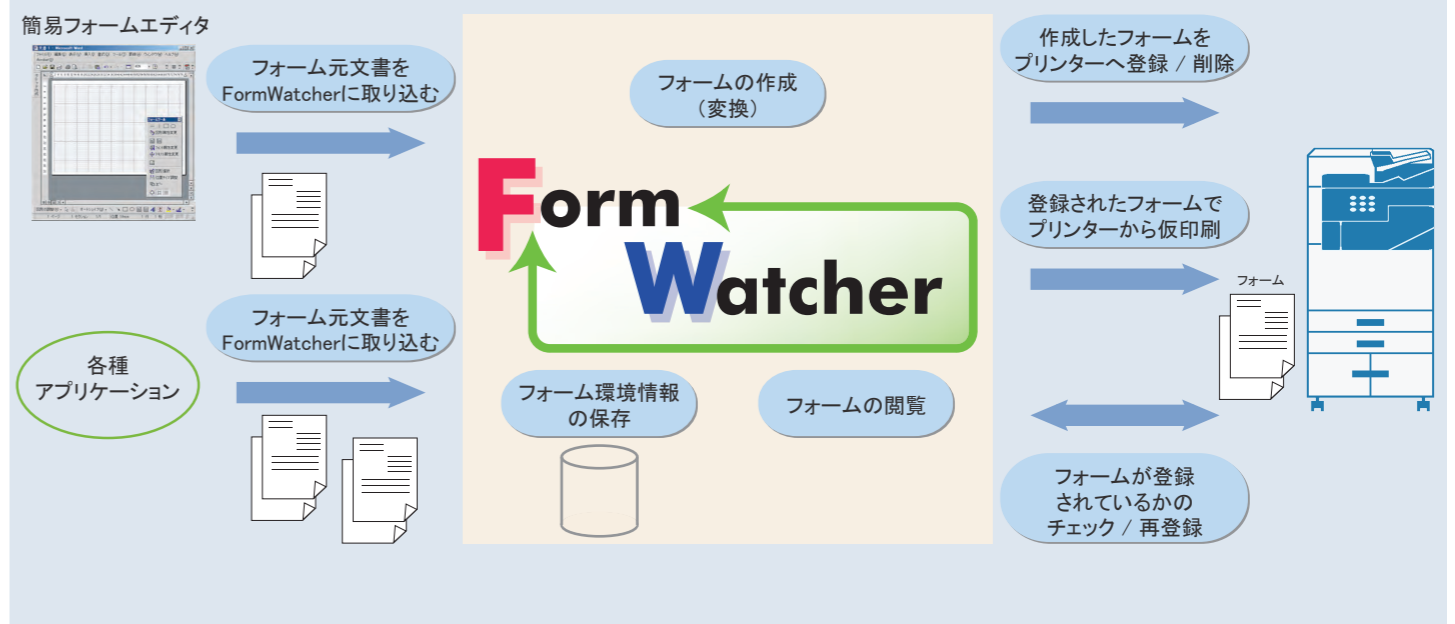 簡易フォームエディタ
フォーム元文書を
FormWatcherに取り込む
フォーム元文書を
FormWatcherに取り込む
各種
アプリケーション
フォームの作成
（変換）
Form
Watcher
フォーム環境情報
の保存
フォームの閲覧
作成したフォームを
プリンターへ登録 / 削除
登録されたフォームで
プリンターから仮印刷
フォーム
フォームが登録
されているかの
チェック / 再登録